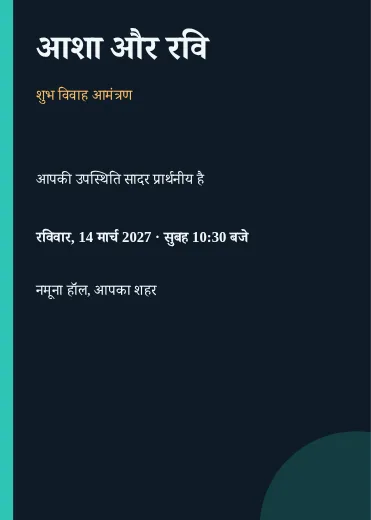 आशा और रवि
शुभ विवाह आमंत्रण
आपकी उपस्थिति सादर प्रार्थनीय है
रविवार, 14 मार्च 2027 · सुबह 10:30 बजे
नमूना हॉल, आपका शहर